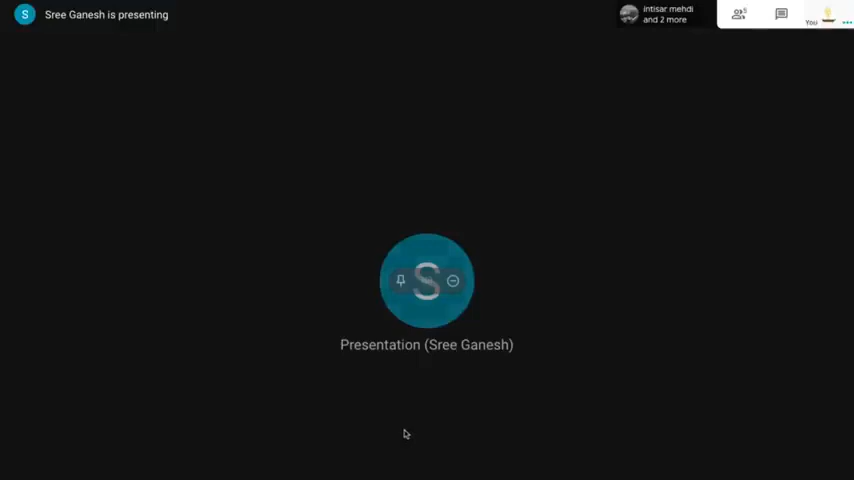 S Sree Ganesh is presenting
intisar mehdi
and 2 more
5
You
S
Presentation (Sree Ganesh)